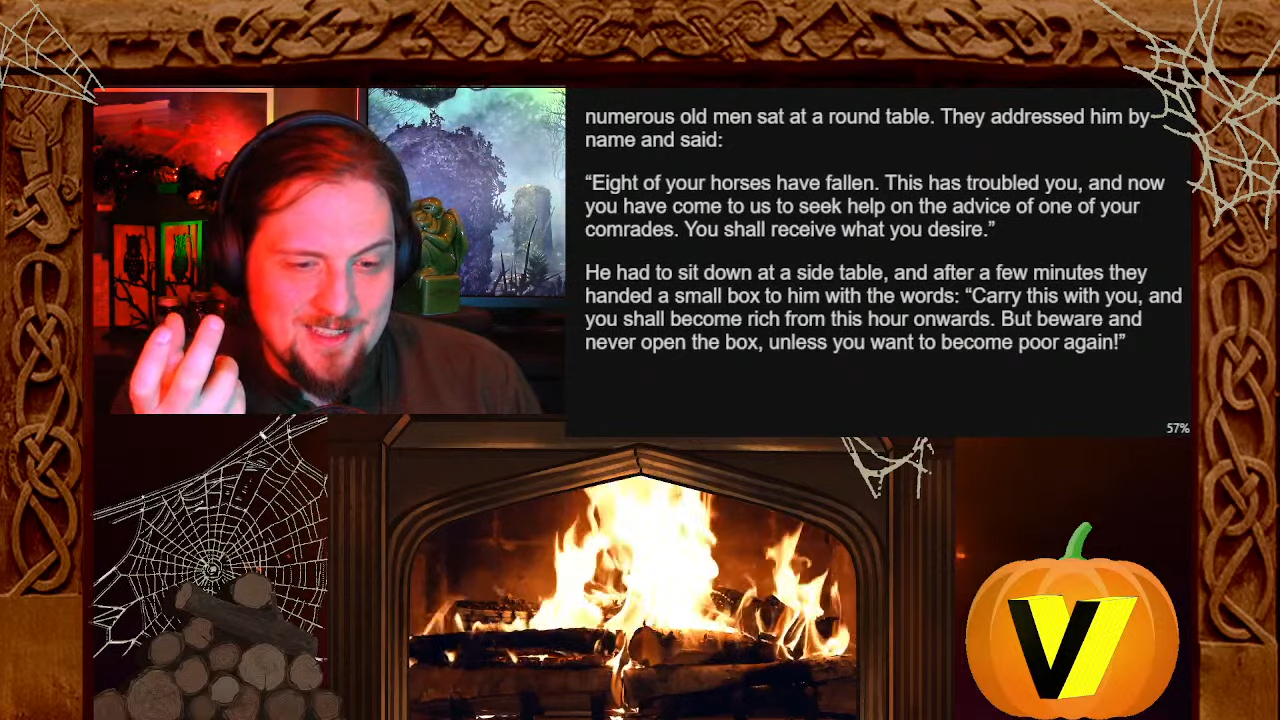 numerous old men sat at a round table. They addressed him by
name and said:
“Eight of your horses have fallen. This has troubled you, and now
you have come to us to seek help on the advice of one of your
comrades. You shall receive what you desire.”
He had to sit down at a side table, and after a few minutes they
handed a small box to him with the words: “Carry this with you, and
you shall become rich from this hour onwards. But beware and
never open the box, unless you want to become poor again!”
57%
V